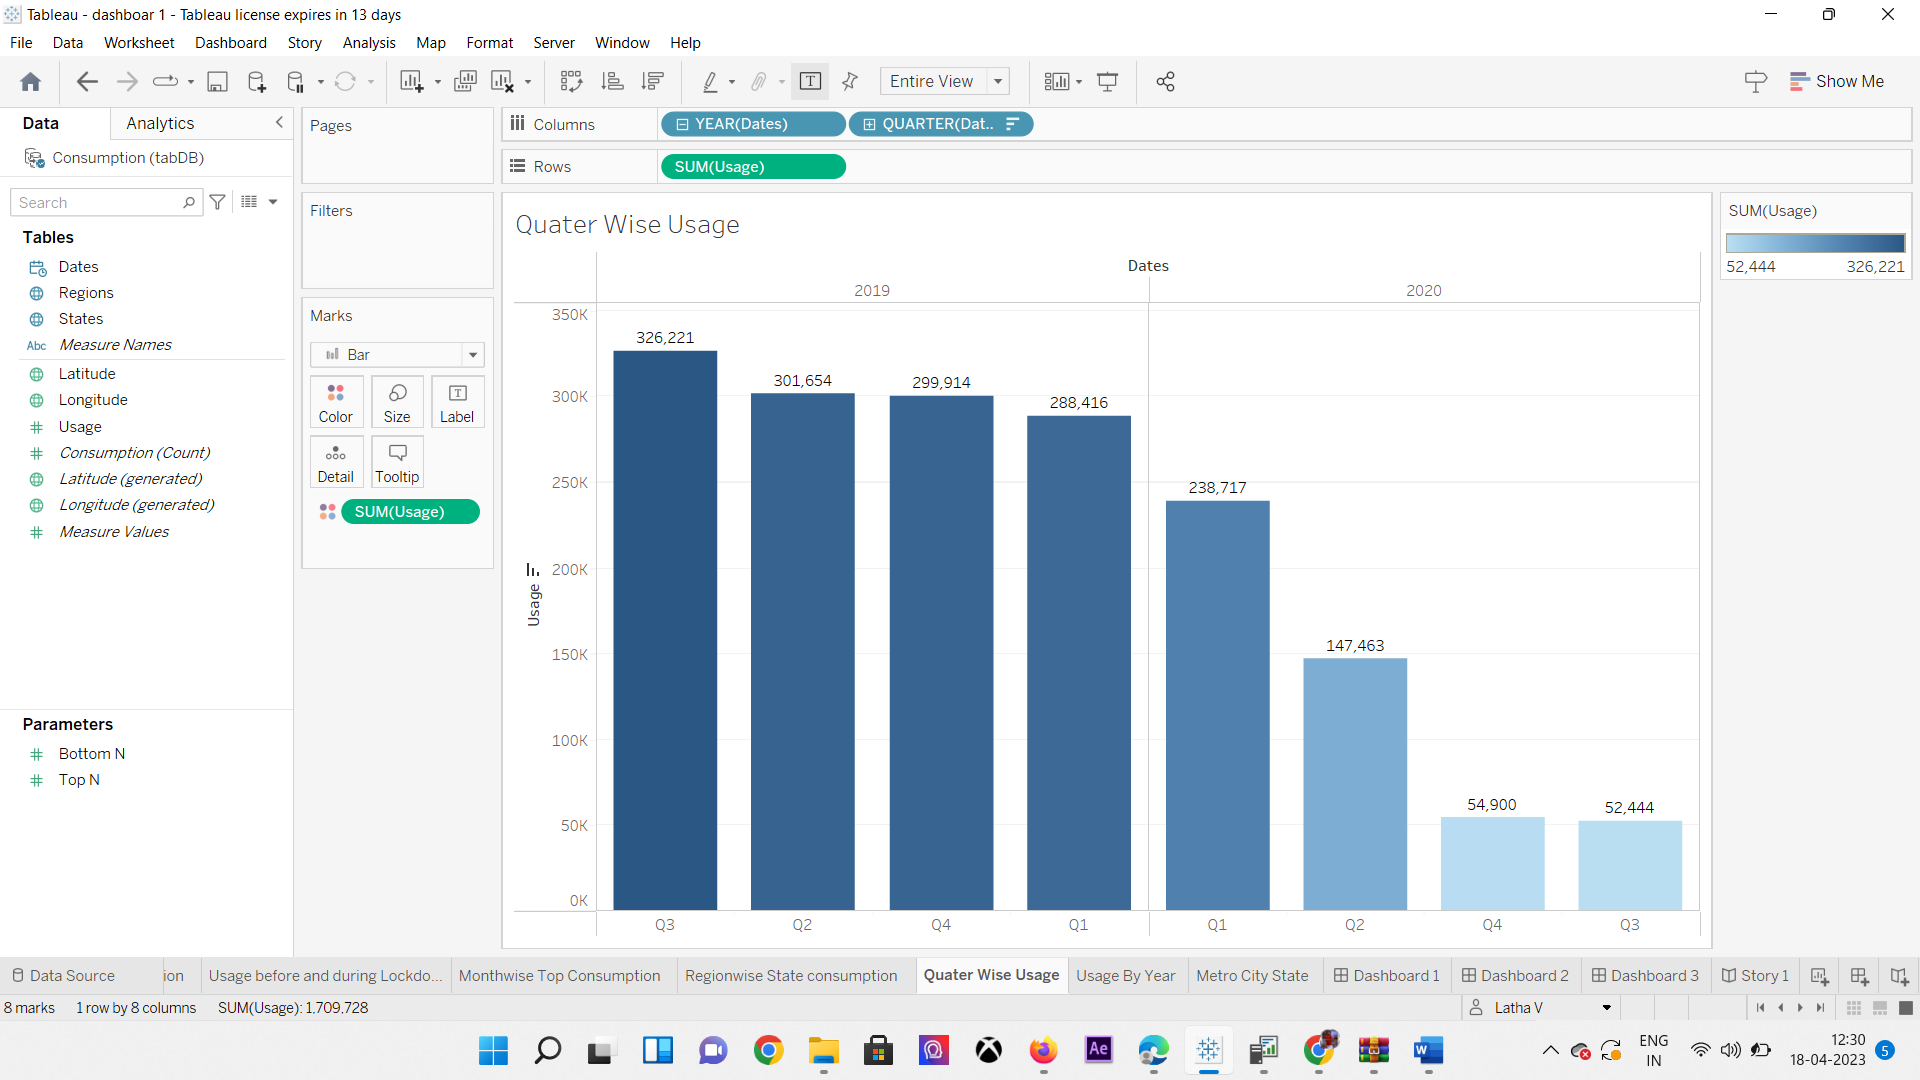 Tableau - dashboar 1 - Tableau license expires in 13 days
File Data Worksheet Dashboard Story Analysis Map Format Server Window Help
Entire View
Show Me
Data Analytics
Consumption (tabDB)
Search
Tables
Dates
Regions
States
Abc Measure Names
Latitude
Longitude
Usage
Consumption (Count)
Latitude (generated)
Longitude (generated)
Measure Values
Parameters
Bottom N
Top N
Pages
Filters
Marks
Bar
Color Size Label
Detail Tooltip
SUM(Usage)
Columns YEAR(Dates) QUARTER(Dat..
Rows SUM(Usage)
Quater Wise Usage
Dates
2019 2020
350K
300K
250K
200K
150K
100K
50K
0K
Usage
326,221
301,654
299,914
288,416
238,717
147,463
54,900
52,444
Q3 Q2 Q4 Q1 Q1 Q2 Q4 Q3
SUM(Usage)
52,444 326,221
Data Source ion Usage before and during Lockdo... Monthwise Top Consumption Regionwise State consumption Quater Wise Usage Usage By Year Metro City State Dashboard 1 Dashboard 2 Dashboard 3 Story 1
8 marks 1 row by 8 columns SUM(Usage): 1,709,728
Latha V
Ae
W
ENG
IN
12:30
18-04-2023
5